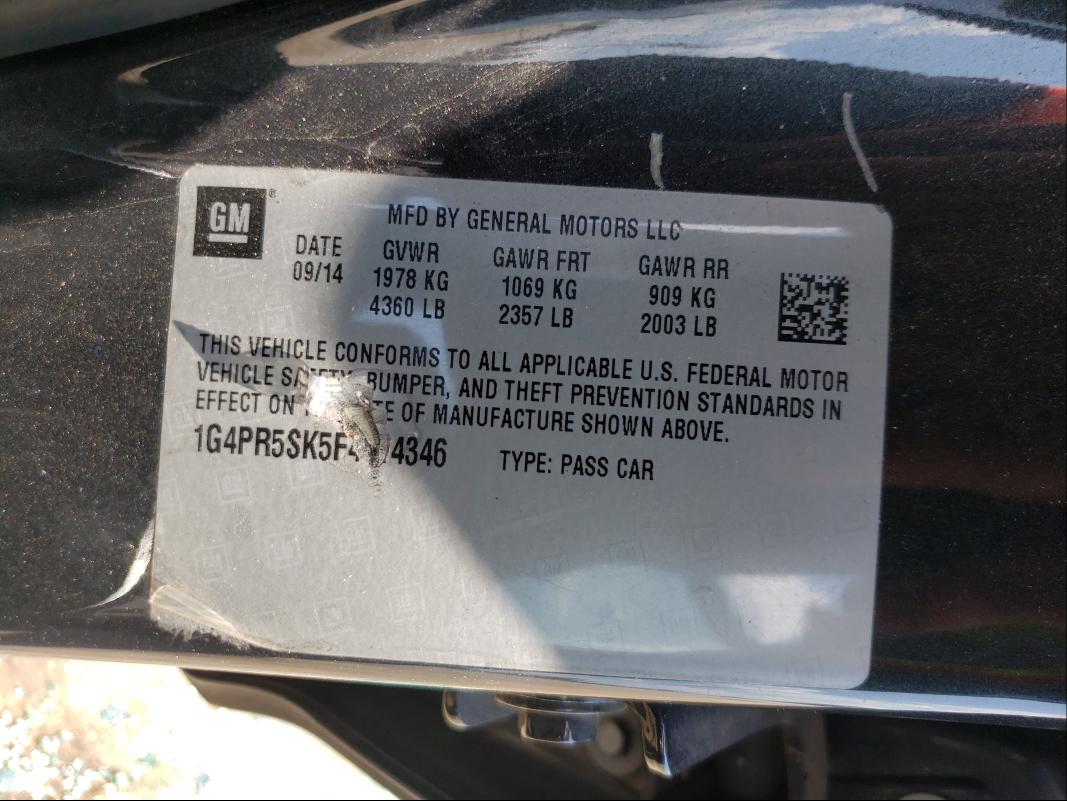 GM
MFD BY GENERAL MOTORS LLC
DATE GVWR GAWR FRT GAWR RR
09/14 1978 KG 1069 KG 909 KG
4360 LB 2357 LB 2003 LB
THIS VEHICLE CONFORMS TO ALL APPLICABLE U.S. FEDERAL MOTOR
VEHICLE SAFETY, BUMPER, AND THEFT PREVENTION STANDARDS IN
EFFECT ON OF MANUFACTURE SHOWN ABOVE.
TYPE: PASS CAR